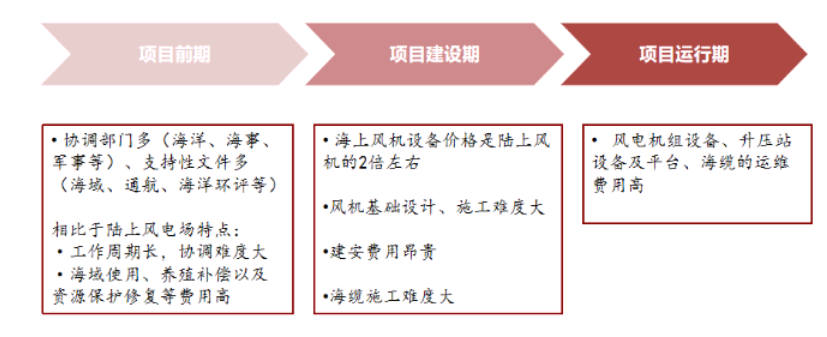 项目前期
项目建设期
项目运行期
• 协调部门多（海洋、海事、
军事等）、支持性文件多
（海域、通航、海洋环评等）
相比于陆上风电场特点：
• 工作周期长，协调难度大
• 海域使用、养殖补偿以及
资源保护修复等费用高
• 海上风机设备价格是陆上风
机的2倍左右
•风机基础设计、施工难度大
•建安费用昂贵
•海缆施工难度大
• 风电机组设备、升压站
设备及平台、海缆的运维
费用高